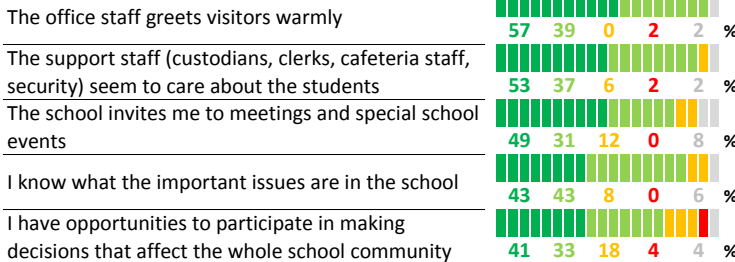 The office staff greets visitors warmly
57 39 0 2 2 %
The support staff (custodians, clerks, cafeteria staff,
security) seem to care about the students
53 37 6 2 2 %
The school invites me to meetings and special school
events
49 31 12 0 8 %
I know what the important issues are in the school
43 43 8 0 6 %
I have opportunities to participate in making
decisions that affect the whole school community
41 33 18 4 4 %